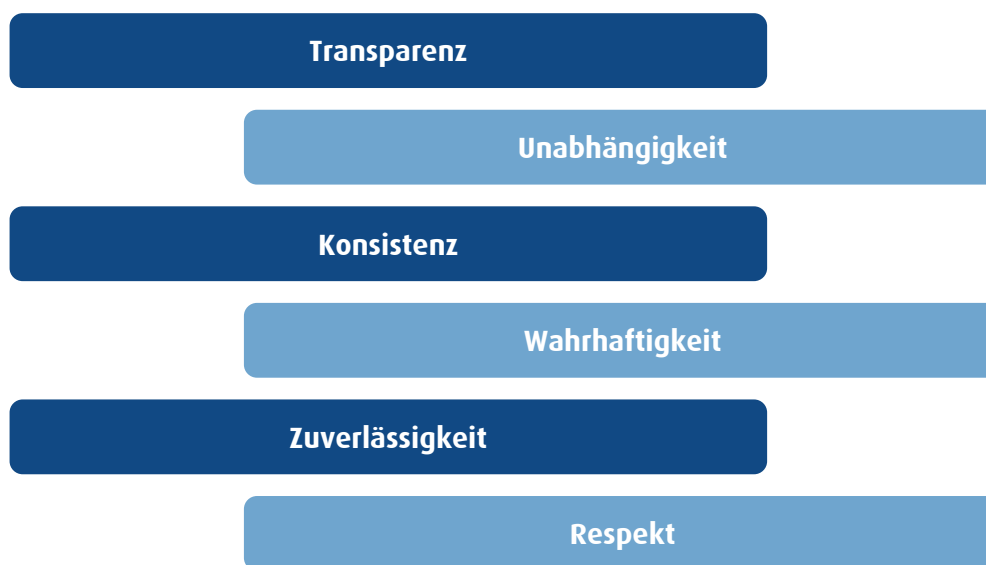 Transparenz
Unabhängigkeit
Konsistenz
Wahrhaftigkeit
Zuverlässigkeit
Respekt